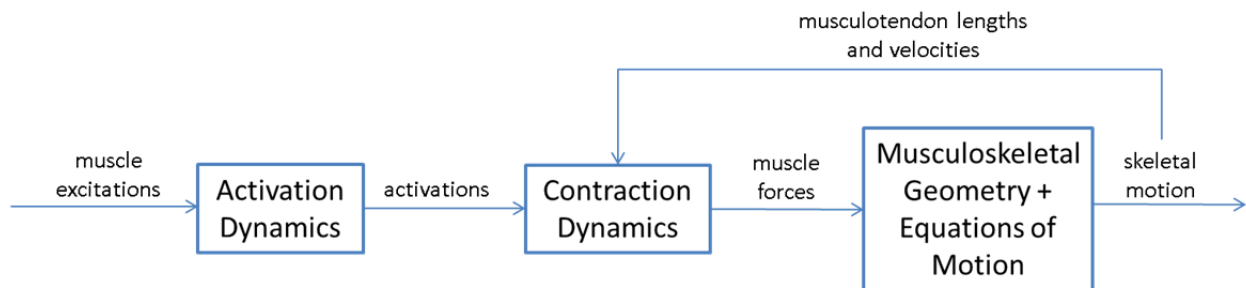 musculotendon lengths
and velocities
muscle
excitations
Activation
Dynamics
activations
Contraction
Dynamics
muscle
forces
Musculoskeletal
Geometry +
Equations of
Motion
skeletal
motion